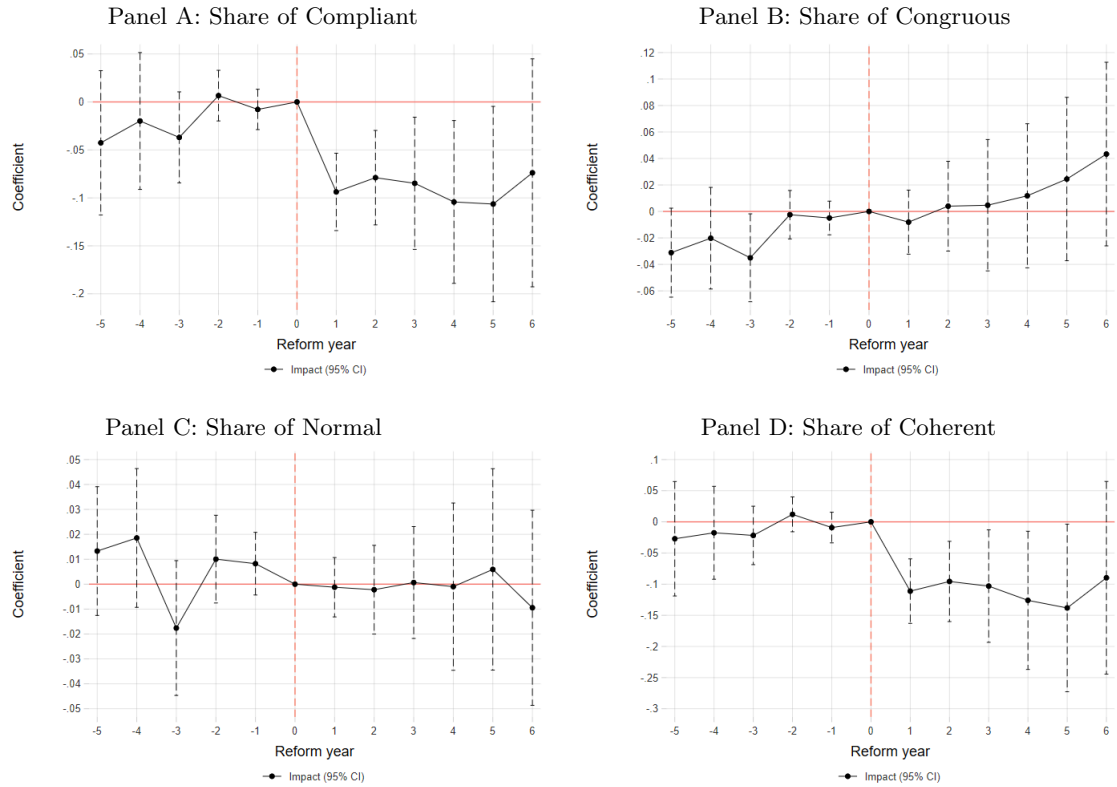 Panel A: Share of Compliant
.05
0
-.05
-.1
-.15
-.2
Coefficient
-5 -4 -3 -2 -1 0 1 2 3 4 5 6
Reform year
Impact (95% CI)
Panel B: Share of Congruous
.12
.1
.08
.06
.04
.02
0
-.02
-.04
-.06
Coefficient
-5 -4 -3 -2 -1 0 1 2 3 4 5 6
Reform year
Impact (95% CI)
Panel C: Share of Normal
.05
.04
.03
.02
.01
0
-.01
-.02
-.03
-.04
-.05
Coefficient
-5 -4 -3 -2 -1 0 1 2 3 4 5 6
Reform year
Impact (95% CI)
Panel D: Share of Coherent
.1
.05
0
-.05
-.1
-.15
-.2
-.25
-.3
Coefficient
-5 -4 -3 -2 -1 0 1 2 3 4 5 6
Reform year
Impact (95% CI)